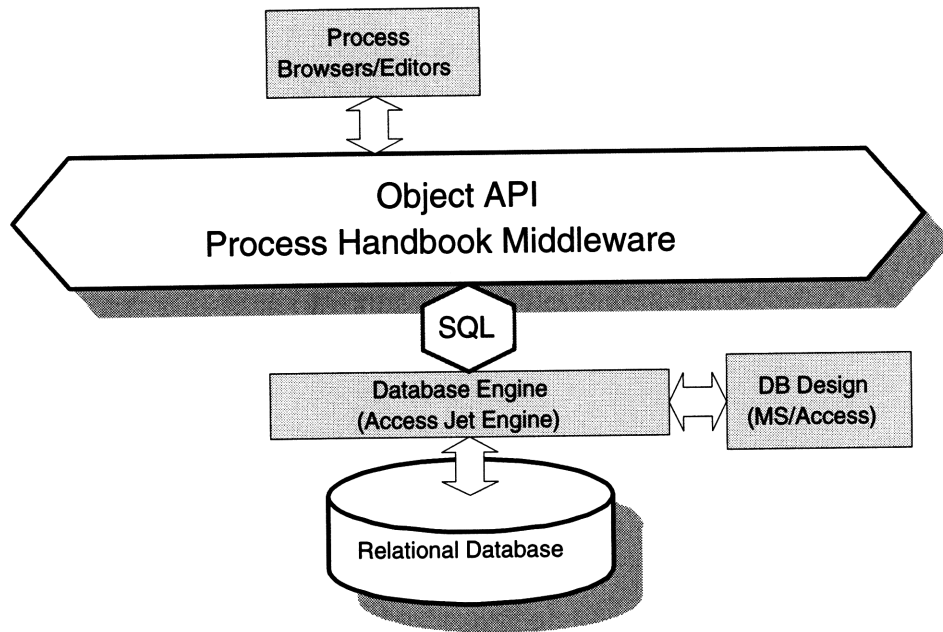 Process
Browsers/Editors
Object API
Process Handbook Middleware
SQL
Database Engine
(Access Jet Engine)
DB Design
(MS/Access)
Relational Database